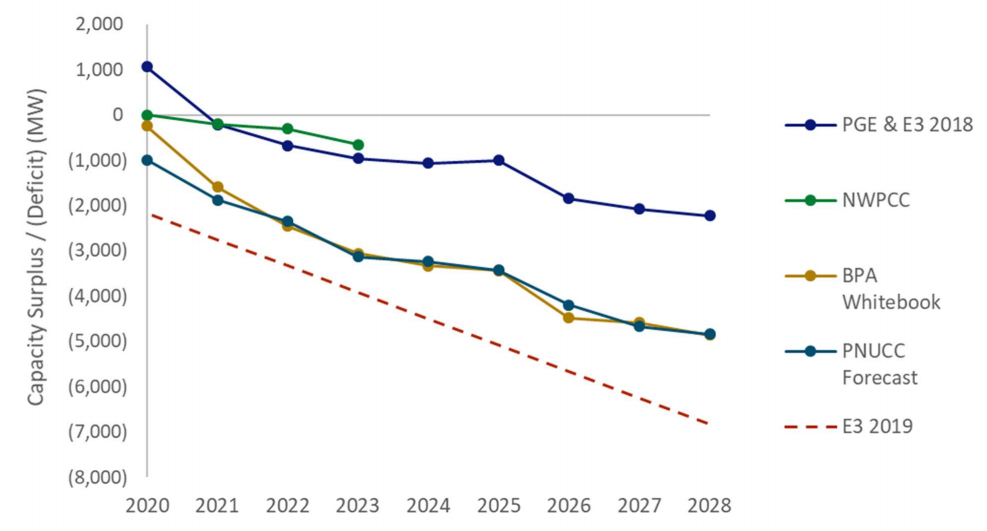 2,000
1,000
0
(1,000)
(2,000)
(3,000)
(4,000)
(5,000)
(6,000)
(7,000)
(8,000)
Capacity Surplus / (Deficit) (MW)
2020 2021 2022 2023 2024 2025 2026 2027 2028
PGE & E3 2018
NWPCC
BPA
Whitebook
PNUCC
Forecast
E3 2019